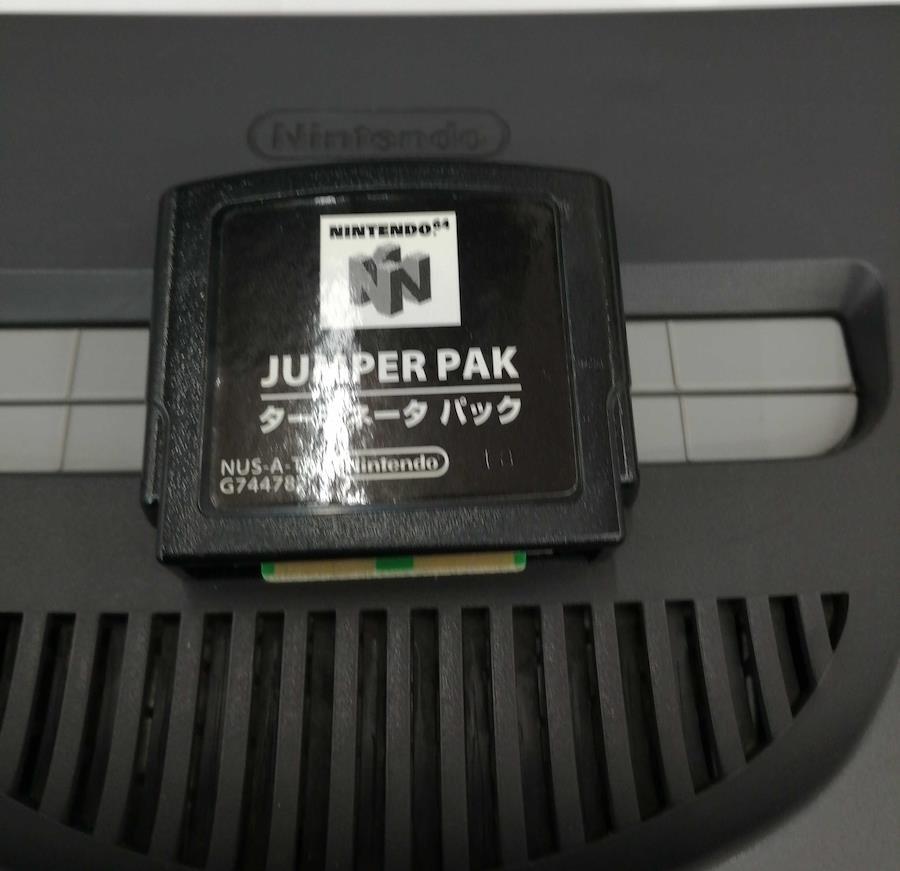 Nintendo
NINTENDO64
JUMPER PAK
パック
Nintendo